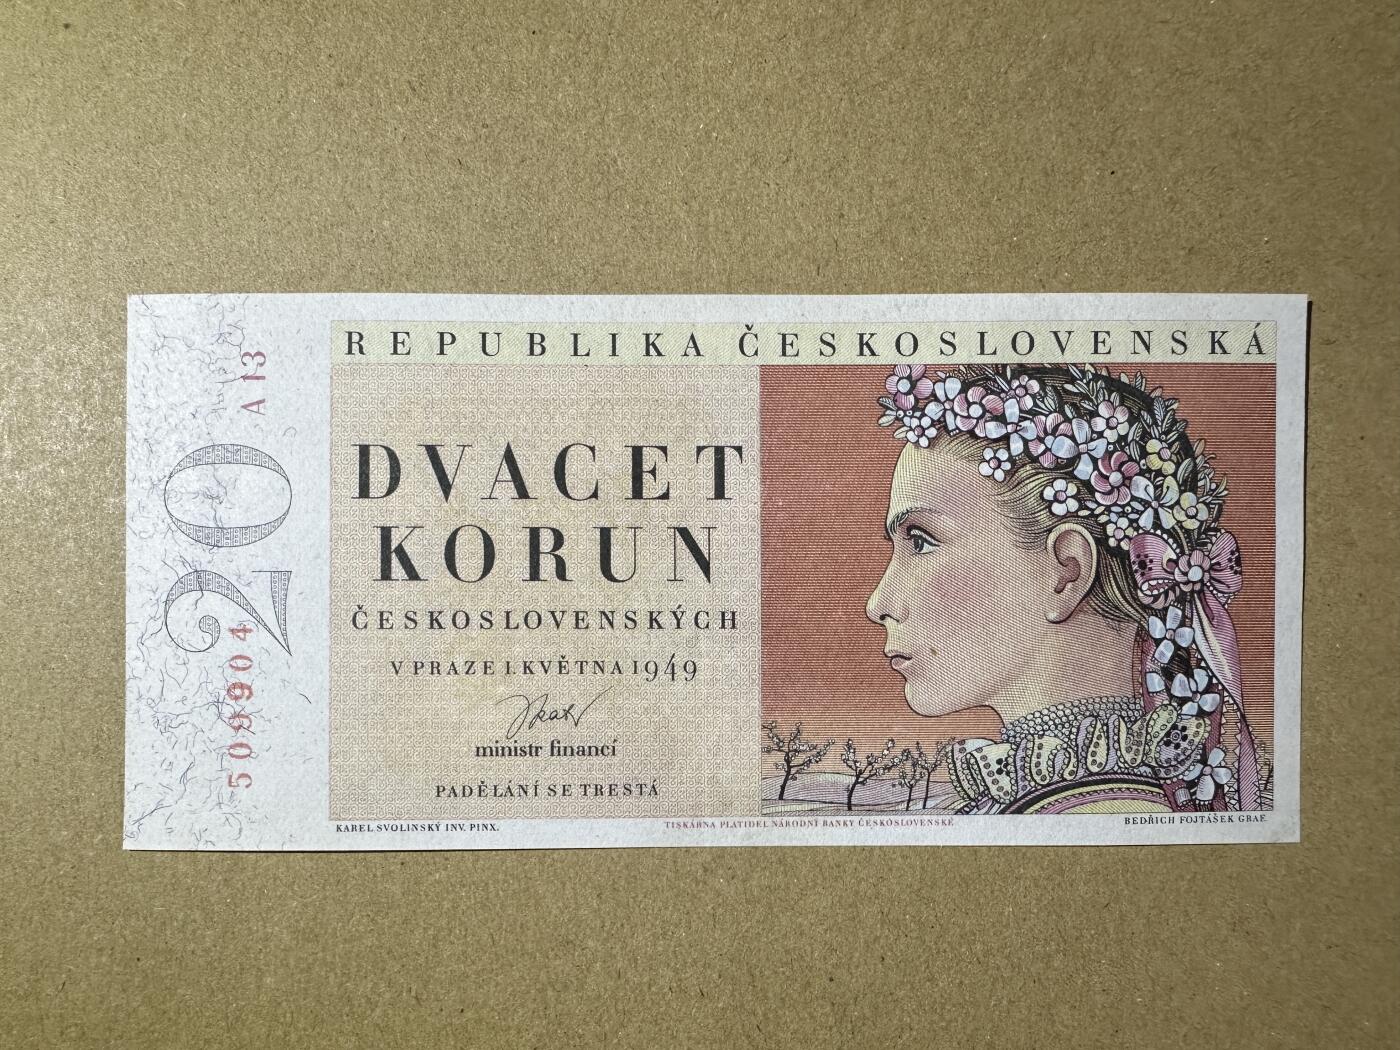 REPUBLIKA ČESKOSLOVENSKÁ
A 13
20
509904
DVACET
KORUN
ČESKOSLOVENSKÝCH
V PRAZE 1. KVĚTNA 1949
ministr financí
PADĚLÁNÍ SE TRESTÁ
KAREL SVOLINSKÝ INV. PINX.
TISKÁRNA PLATIDEL NÁRODNÍ BANKY ČESKOSLOVENSKÉ
BEDŘICH FOJTÁŠEK GRAF.